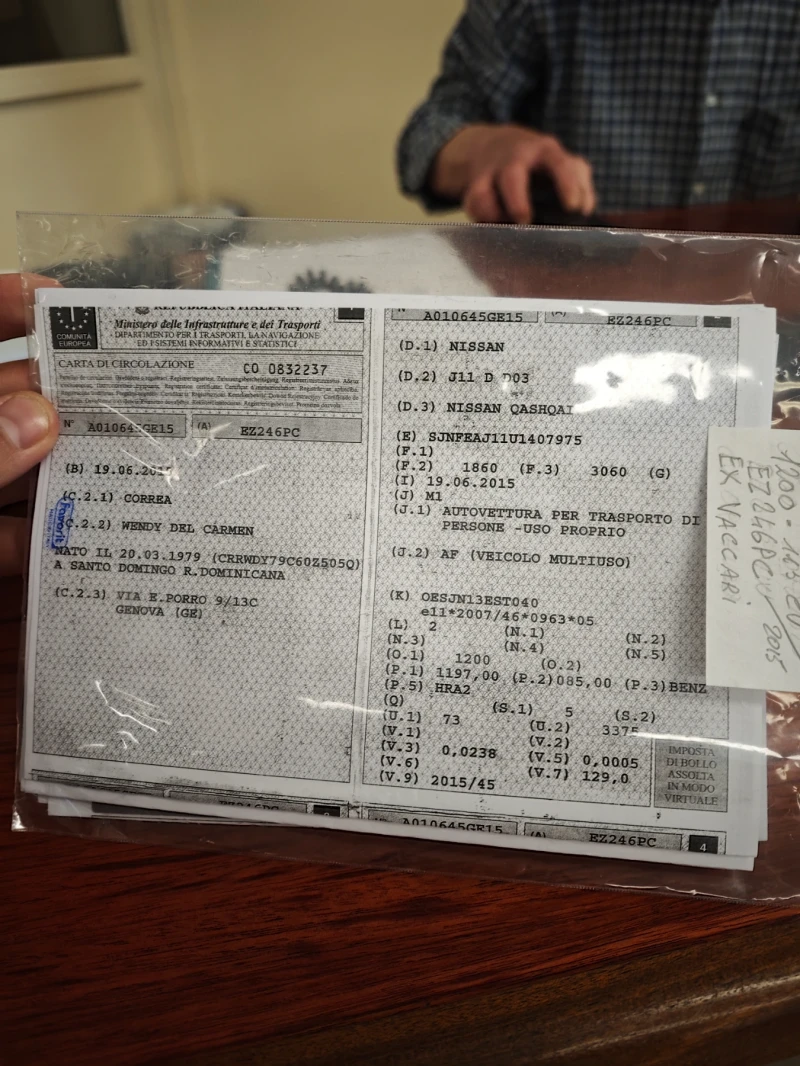 REPUBBLICA ITALIANA
COMUNITÀ
EUROPEA
Ministero delle Infrastrutture e dei Trasporti
DIPARTIMENTO PER I TRASPORTI, LA NAVIGAZIONE
ED I SISTEMI INFORMATIVI E STATISTICI
CARTA DI CIRCOLAZIONE
CO 0832237
N° A010645GE15 (A) EZ246PC
(B) 19.06.2015
(C.2.1) CORREA
(C.2.2) WENDY DEL CARMEN
NATO IL 20.03.1979 (CRRWDY79C60Z505Q)
A SANTO DOMINGO R.DOMINICANA
(C.2.3) VIA E.PORRO 9/13C
GENOVA (GE)
Favorit
A010645GE15 (A) EZ246PC 2
(D.1) NISSAN
(D.2) J11 D D03
(D.3) NISSAN QASHQAI
(E) SJNFEAJ11U1407975
(F.1)
(F.2) 1860 (F.3) 3060 (G)
(I) 19.06.2015
(J) M1
(J.1) AUTOVETTURA PER TRASPORTO DI
PERSONE -USO PROPRIO
(J.2) AF (VEICOLO MULTIUSO)
(K) OESJN13EST040
e11*2007/46*0963*05
(L) 2 (N.1) (N.2)
(N.3) (N.4) (N.5)
(O.1) 1200 (O.2)
(P.1) 1197,00 (P.2)085,00 (P.3)BENZ
(P.5) HRA2
(Q) (S.1) 5 (S.2)
(U.1) 73 (U.2) 3375
(V.1) (V.2)
(V.3) 0,0238 (V.5) 0,0005
(V.6) (V.7) 129,0
(V.9) 2015/45
IMPOSTA
DI BOLLO
ASSOLTA
IN MODO
VIRTUALE
1200-
EZ246PC 2015
EX VACCARI
EZ246PC 3
A010645GE15 (A) EZ246PC 4